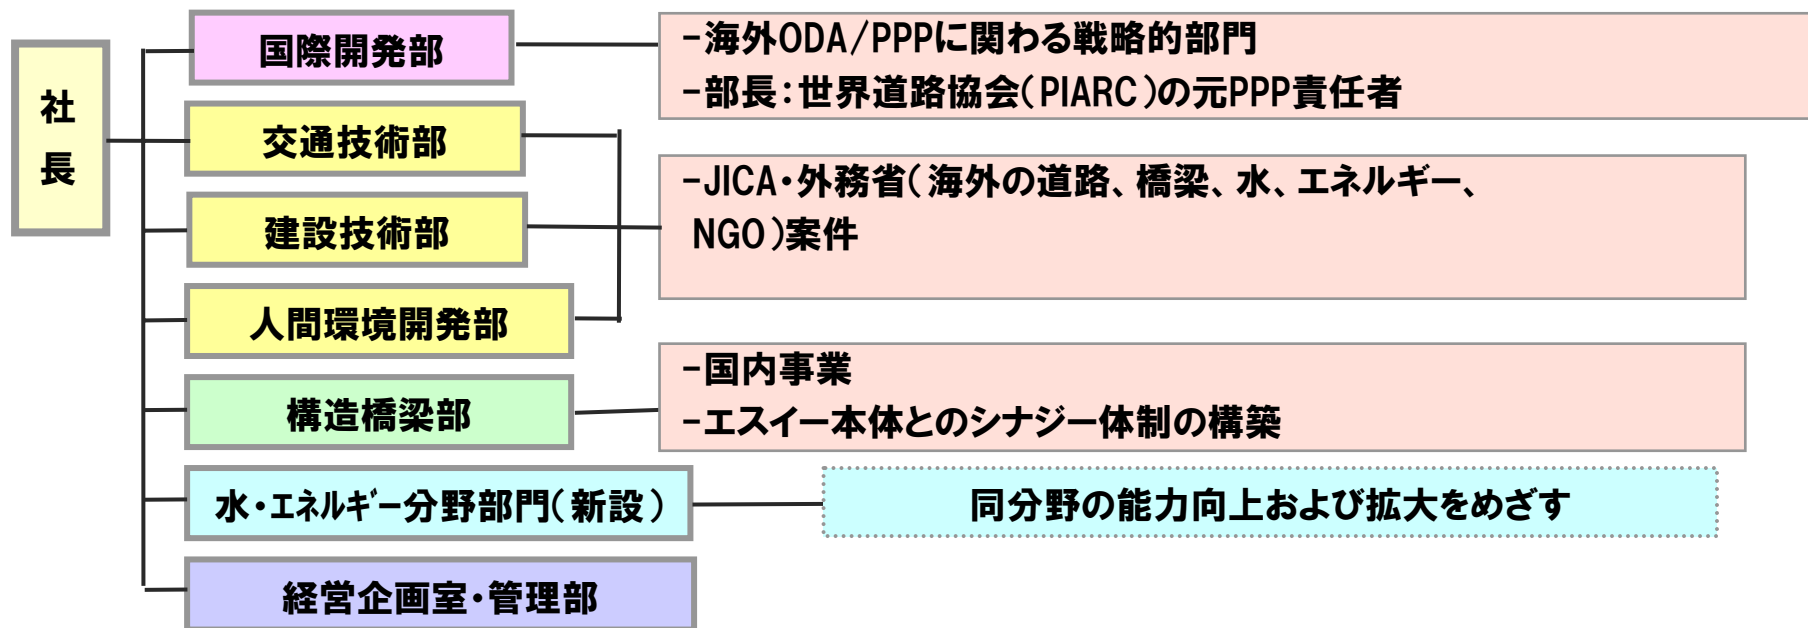 社
長
国際開発部
-海外ODA/PPPに関わる戦略的部門
-部長:世界道路協会(PIARC)の元PPP責任者
交通技術部
建設技術部
人間環境開発部
-JICA・外務省(海外の道路、橋梁、水、エネルギー、
NGO)案件
構造橋梁部
-国内事業
-エスイー本体とのシナジー体制の構築
水・エネルギー分野部門(新設)
同分野の能力向上および拡大をめざす
経営企画室・管理部